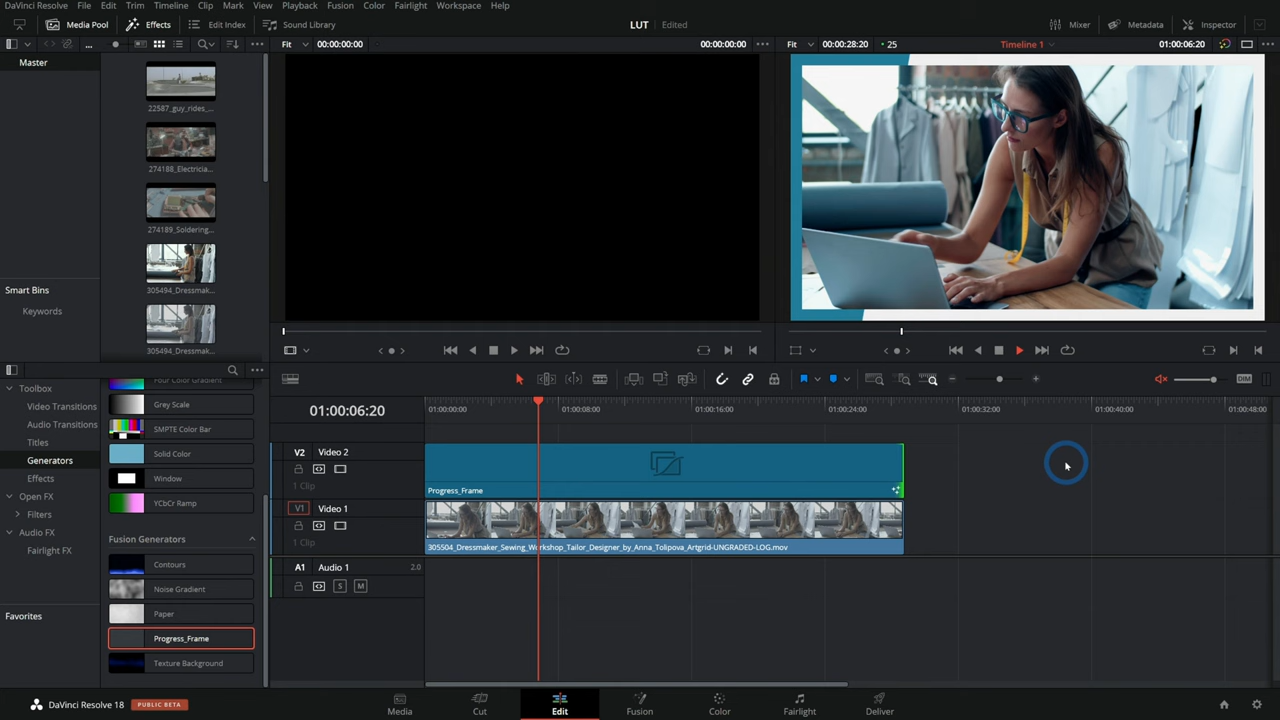 DaVinci Resolve File Edit Trim Timeline Clip Mark View Playback Fusion Color Fairlight Workspace Help
Media Pool Effects Edit Index Sound Library LUT Edited Mixer Metadata Inspector
... Fit 00:00:00:00 00:00:00:00 ... Fit 00:00:28:20 25 Timeline 1 01:00:06:20 ...
Master
22587_guy_rides_...
274188_Electricia...
274189_Soldering...
305494_Dressmak...
305494_Dressmak...
Smart Bins
Keywords
Toolbox
Video Transitions
Audio Transitions
Titles
Generators
Effects
Open FX
Filters
Audio FX
Fairlight FX
Favorites
Four Color Gradient
Grey Scale
SMPTE Color Bar
Solid Color
Window
YCbCr Ramp
Fusion Generators
Contours
Noise Gradient
Paper
Progress_Frame
Texture Background
DIM
01:00:06:20
01:00:00:00 01:00:08:00 01:00:16:00 01:00:24:00 01:00:32:00 01:00:40:00 01:00:48:00
V2 Video 2
1 Clip
Progress_Frame
V1 Video 1
1 Clip
305504_Dressmaker_Sewing_Workshop_Tailor_Designer_by_Anna_Tolipova_Artgrid-UNGRADED-LOG.mov
A1 Audio 1 2.0
S M
DaVinci Resolve 18 PUBLIC BETA
Media Cut Edit Fusion Color Fairlight Deliver